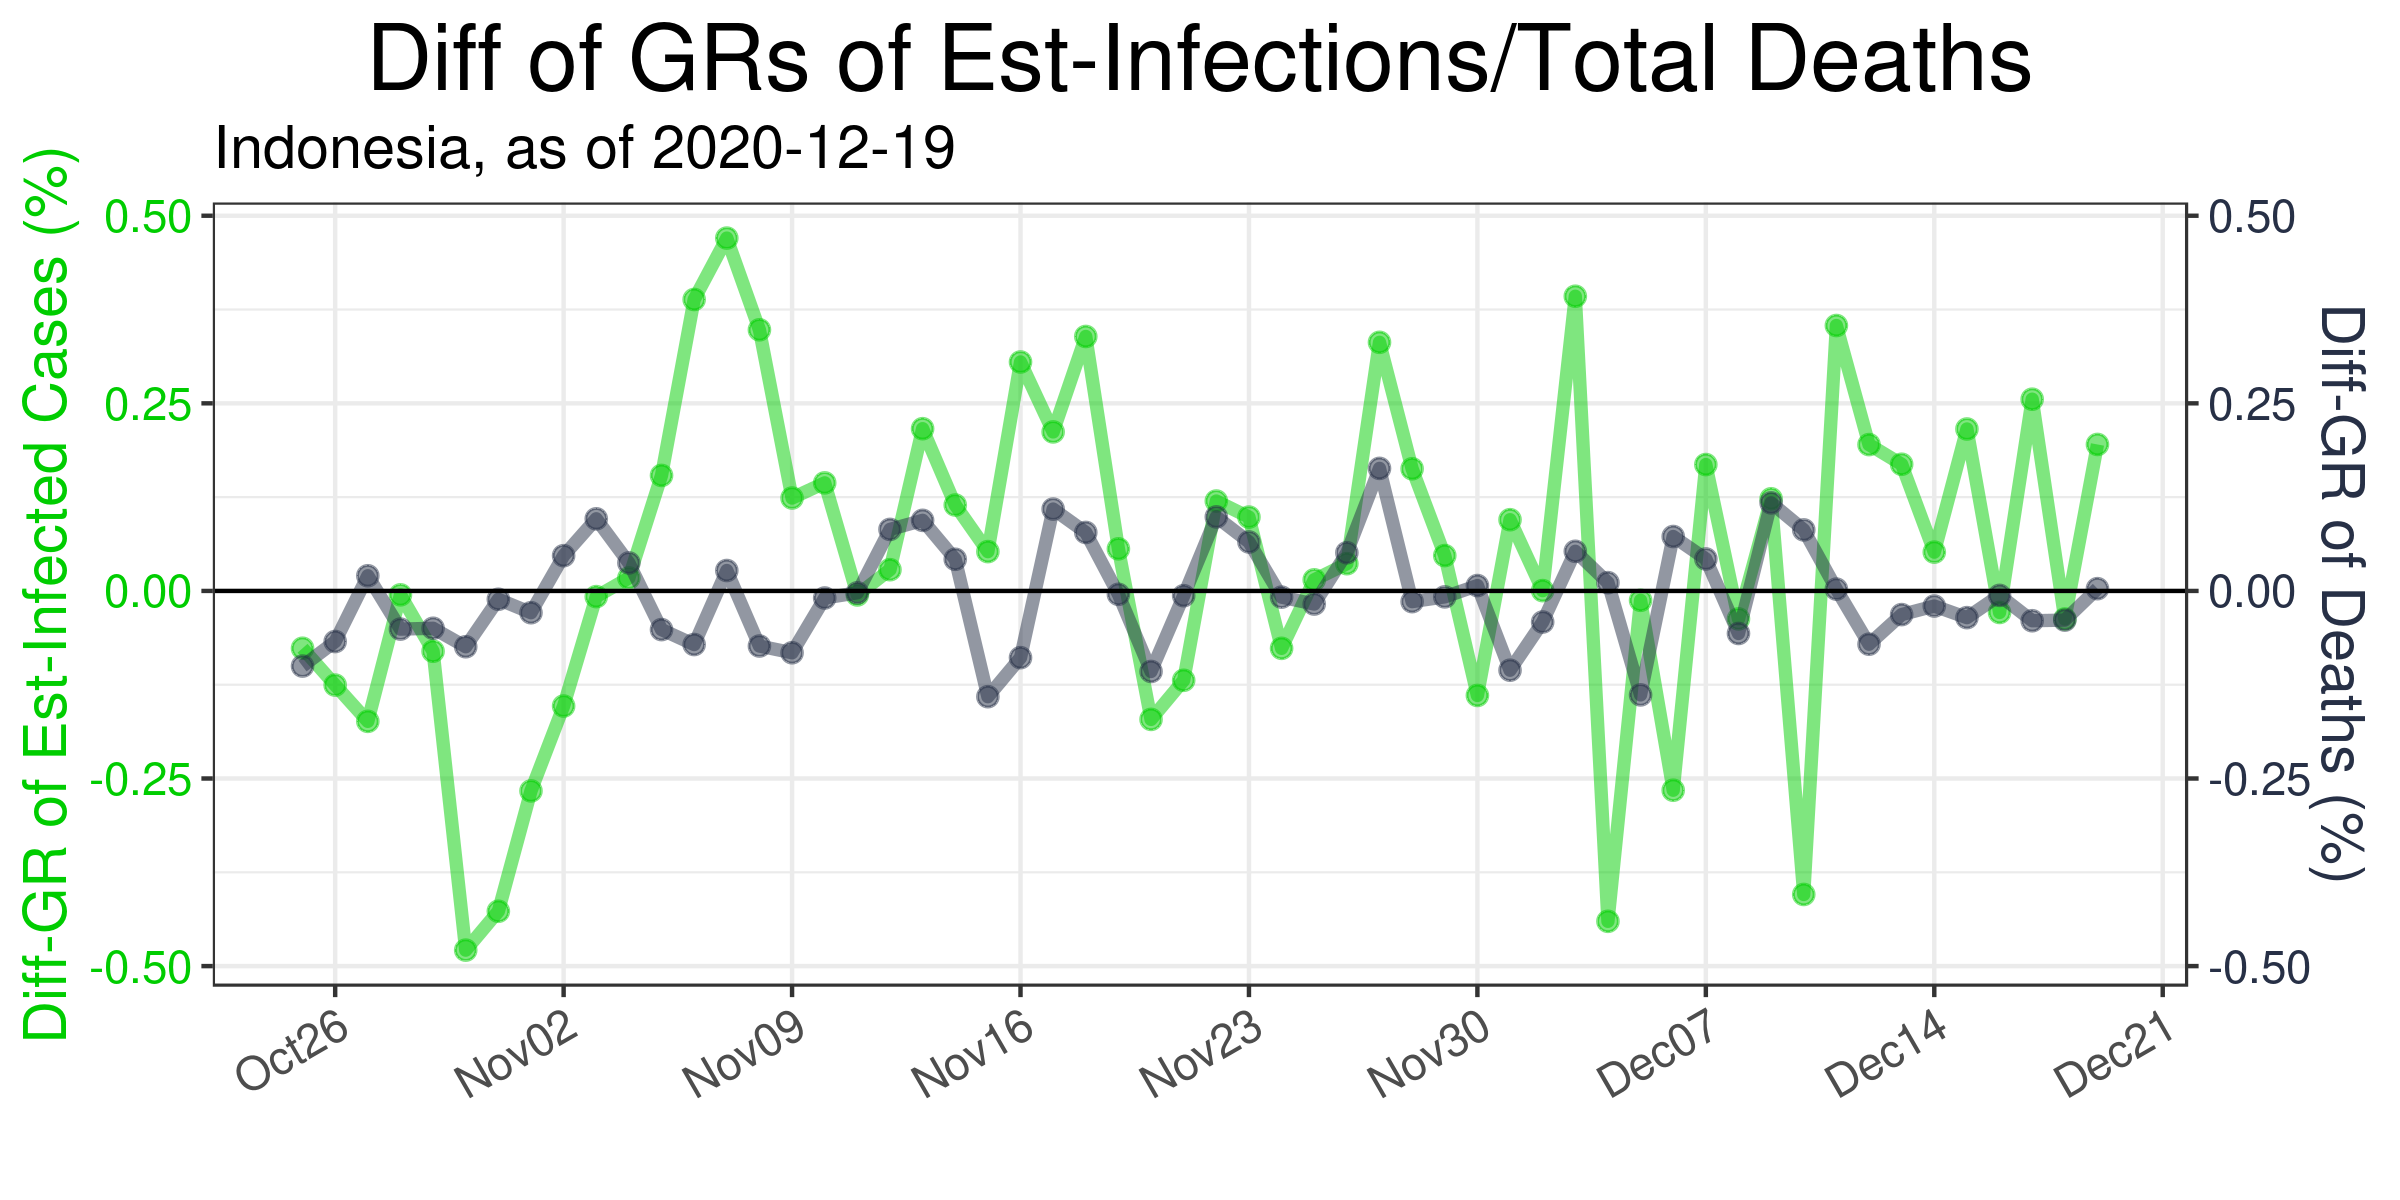 Diff of GRs of Est-Infections/Total Deaths
Indonesia, as of 2020-12-19
Diff-GR of Est-Infected Cases (%)
0.50
0.25
0.00
-0.25
-0.50
0.50
0.25
0.00
-0.25
-0.50
Diff-GR of Deaths (%)
Oct26
Nov02
Nov09
Nov16
Nov23
Nov30
Dec07
Dec14
Dec21